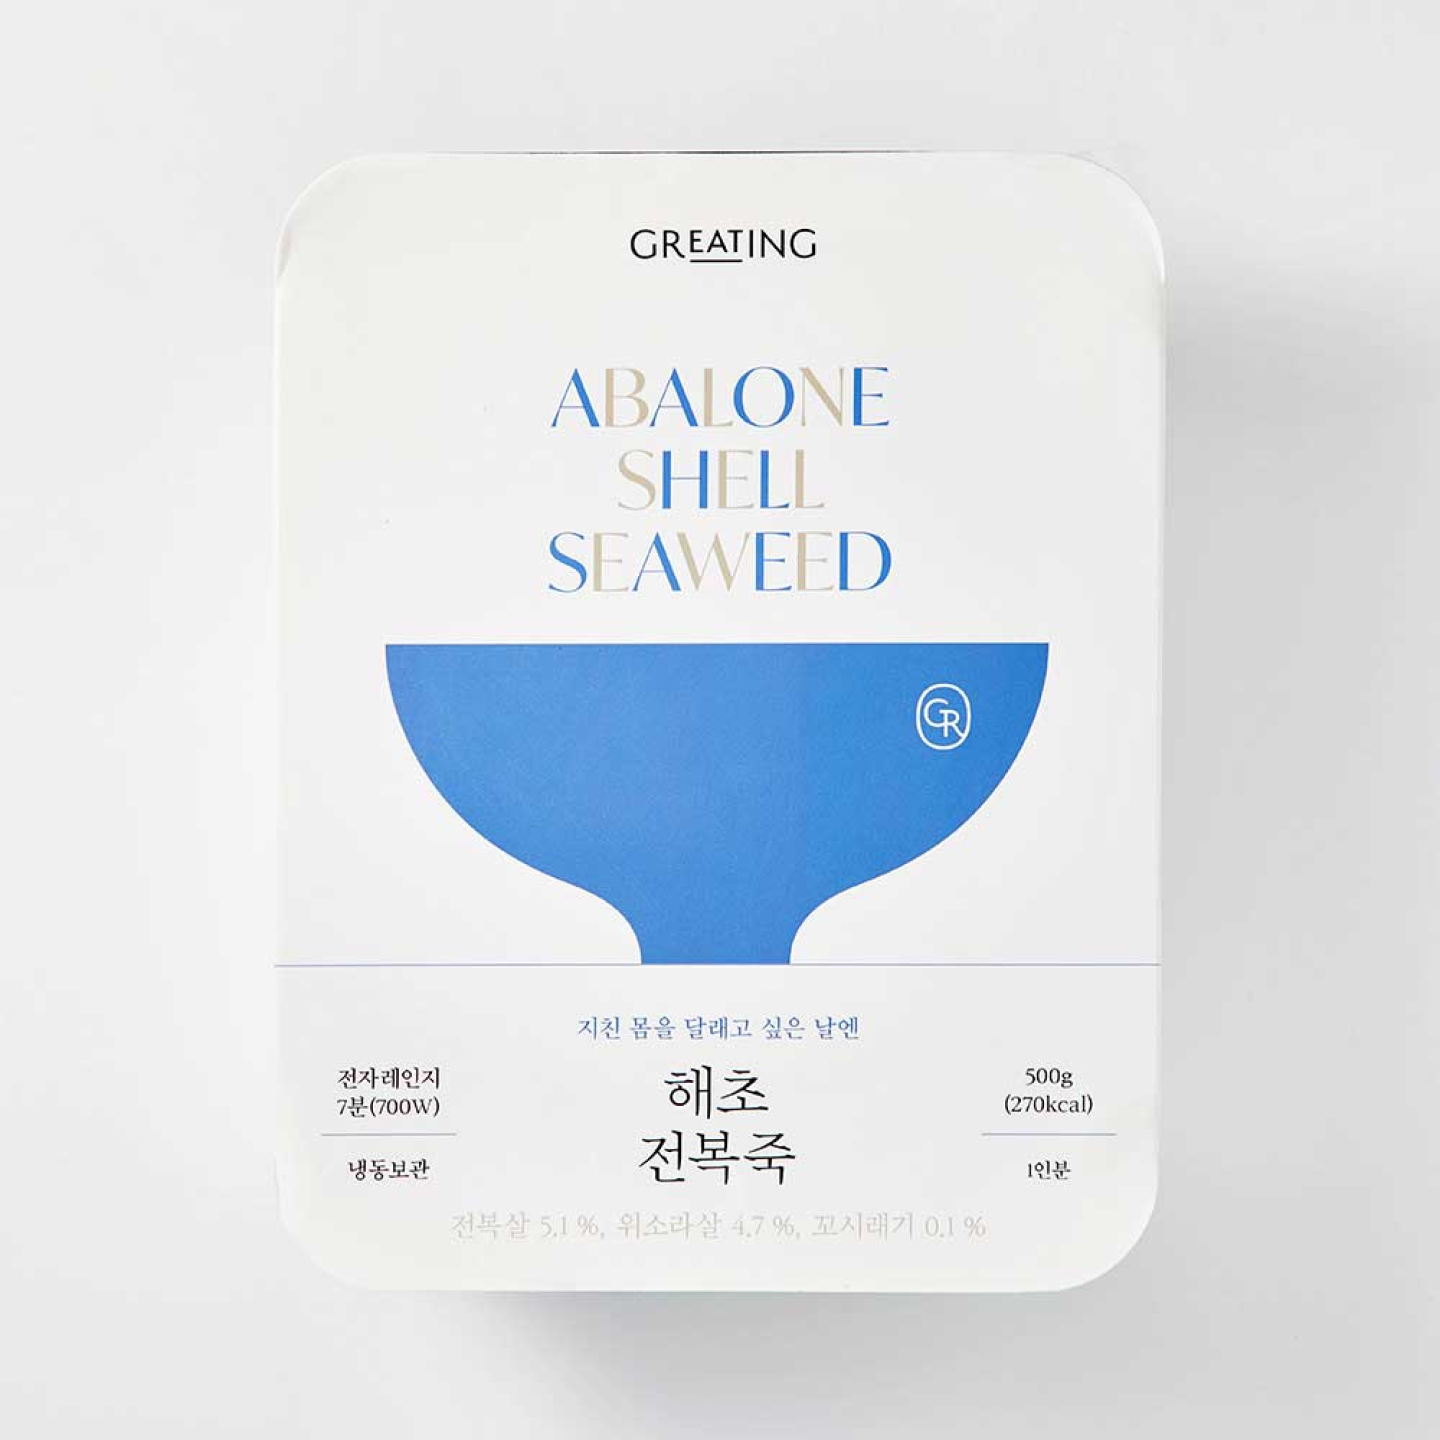 GREATING
ABALONE
SHELL
SEAWEED
GR
지친 몸을 달래고 싶은 날엔
해초
전복죽
전자레인지
7분(700W)
냉동보관
500g
(270kcal)
1인분
전복살 5.1%, 위소라살 4.7%, 꼬시래기 0.1%